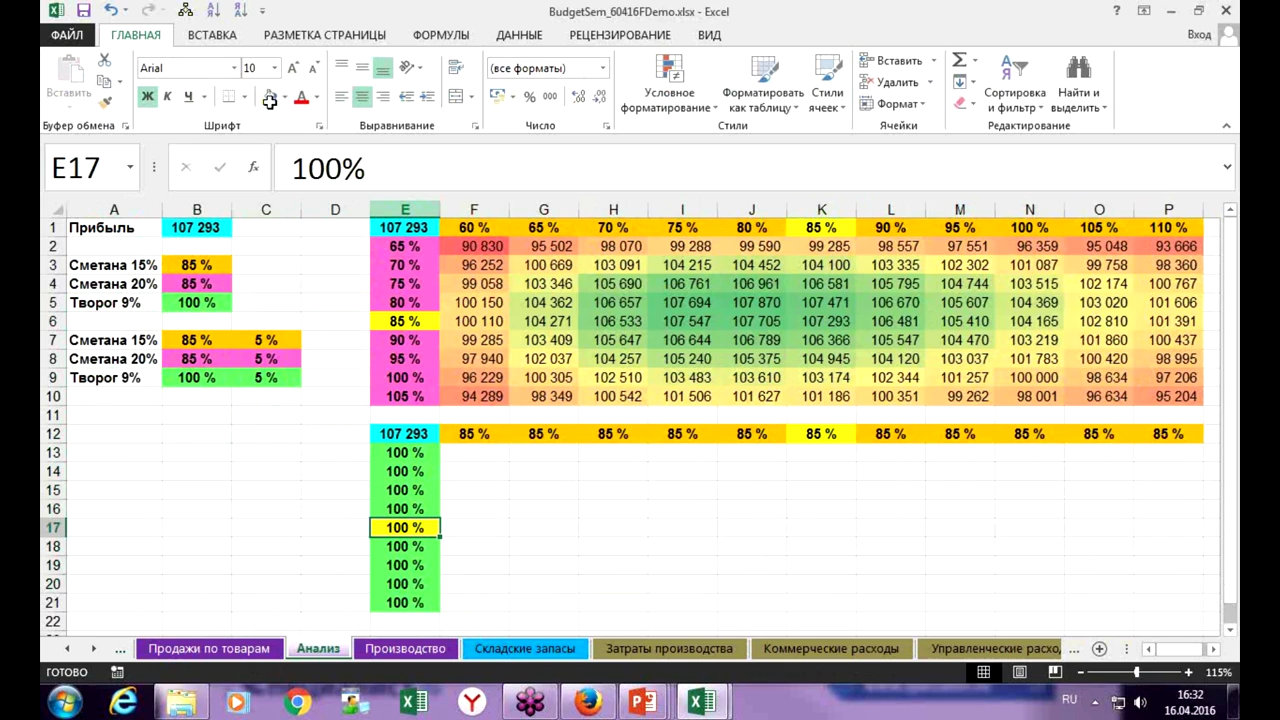 BudgetSem_60416FDemo.xlsx - Excel
?
ФАЙЛ ГЛАВНАЯ ВСТАВКА РАЗМЕТКА СТРАНИЦЫ ФОРМУЛЫ ДАННЫЕ РЕЦЕНЗИРОВАНИЕ ВИД Вход
Вставить
Arial 10
Ж К Ч
(все форматы)
% 000
Условное форматирование
Форматировать как таблицу
Стили ячеек
Вставить
Удалить
Формат
Сортировка и фильтр
Найти и выделить
Буфер обмена Шрифт Выравнивание Число Стили Ячейки Редактирование
E17 fx 100%
A B C D E F G H I J K L M N O P
1 Прибыль 107 293 107 293 60 % 65 % 70 % 75 % 80 % 85 % 90 % 95 % 100 % 105 % 110 %
2 65 % 90 830 95 502 98 070 99 288 99 590 99 285 98 557 97 551 96 359 95 048 93 666
3 Сметана 15% 85 % 70 % 96 252 100 669 103 091 104 215 104 452 104 100 103 335 102 302 101 087 99 758 98 360
4 Сметана 20% 85 % 75 % 99 058 103 346 105 690 106 761 106 961 106 581 105 795 104 744 103 515 102 174 100 767
5 Творог 9% 100 % 80 % 100 150 104 362 106 657 107 694 107 870 107 471 106 670 105 607 104 369 103 020 101 606
6 85 % 100 110 104 271 106 533 107 547 107 705 107 293 106 481 105 410 104 165 102 810 101 391
7 Сметана 15% 85 % 5 % 90 % 99 285 103 409 105 647 106 644 106 789 106 366 105 547 104 470 103 219 101 860 100 437
8 Сметана 20% 85 % 5 % 95 % 97 940 102 037 104 257 105 240 105 375 104 945 104 120 103 037 101 783 100 420 98 995
9 Творог 9% 100 % 5 % 100 % 96 229 100 305 102 510 103 483 103 610 103 174 102 344 101 257 100 000 98 634 97 206
10 105 % 94 289 98 349 100 542 101 506 101 627 101 186 100 351 99 262 98 001 96 634 95 204
11
12 107 293 85 % 85 % 85 % 85 % 85 % 85 % 85 % 85 % 85 % 85 % 85 %
13 100 %
14 100 %
15 100 %
16 100 %
17 100 %
18 100 %
19 100 %
20 100 %
21 100 %
22
... Продажи по товарам Анализ Производство Складские запасы Затраты производства Коммерческие расходы Управленческие расхо ...
ГОТОВО 115%
RU 16:32
16.04.2016